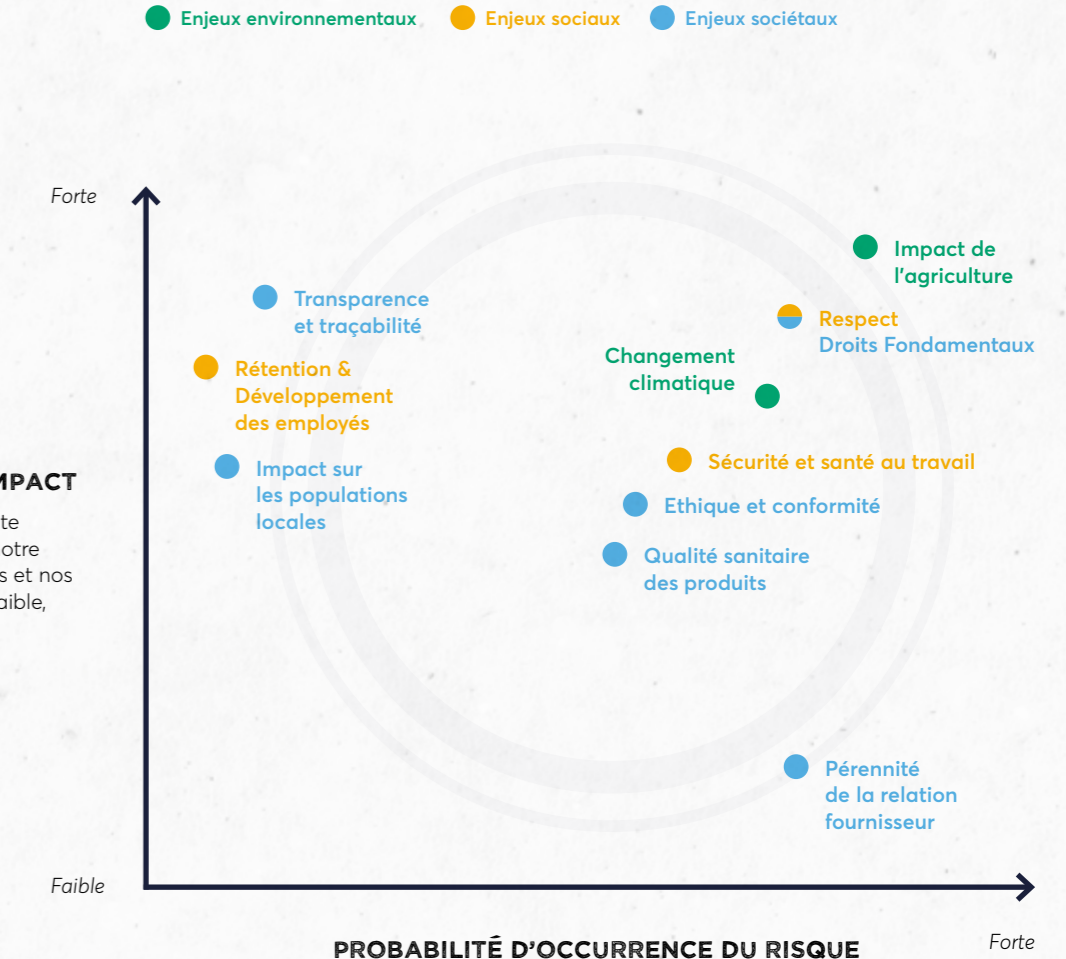 Enjeux environnementaux
Enjeux sociaux
Enjeux sociétaux
Forte
Impact de
l'agriculture
Transparence
et traçabilité
Respect
Droits Fondamentaux
Changement
climatique
Rétention &
Développement
des employés
Sécurité et santé au travail
Impact sur
les populations
locales
Ethique et conformité
Qualité sanitaire
des produits
MPACT
te
otre
s et nos
aible,
Pérennité
de la relation
fournisseur
Faible
PROBABILITÉ D'OCCURRENCE DU RISQUE
Forte